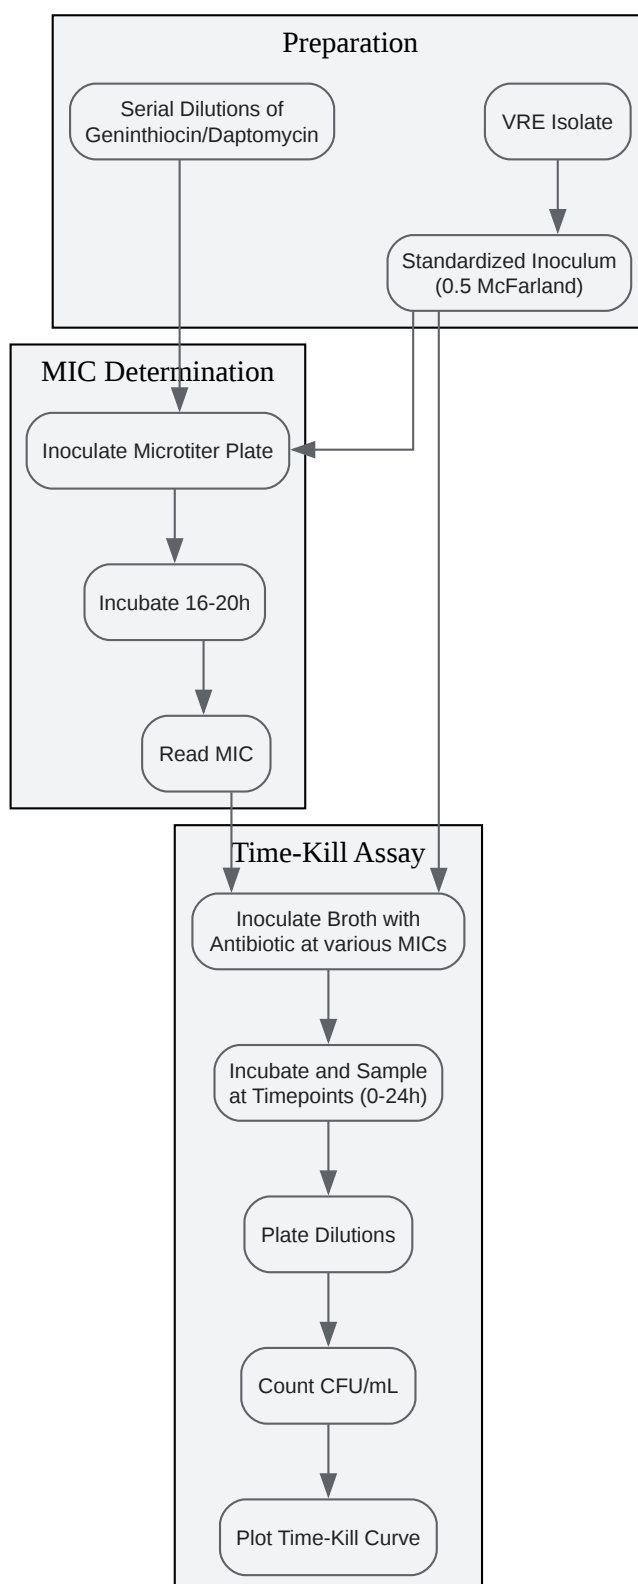 Preparation
Serial Dilutions of
Geninthiocin/Daptomycin
VRE Isolate
Standardized Inoculum
(0.5 McFarland)
MIC Determination
Inoculate Microtiter Plate
Incubate 16-20h
Read MIC
Time-Kill Assay
Inoculate Broth with
Antibiotic at various MICs
Incubate and Sample
at Timepoints (0-24h)
Plate Dilutions
Count CFU/mL
Plot Time-Kill Curve